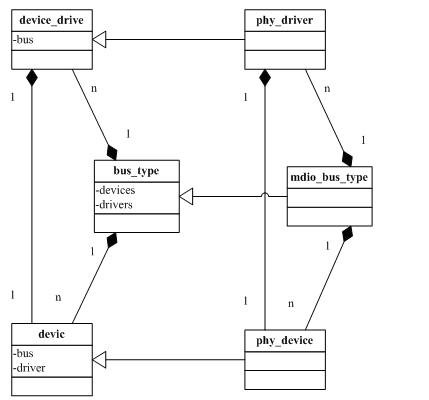 device_drive
-bus
phy_driver
1
n
1
1
n
1
bus_type
-devices
-drivers
mdio_bus_type
1
n
1
1
n
1
devic
-bus
-driver
phy_device